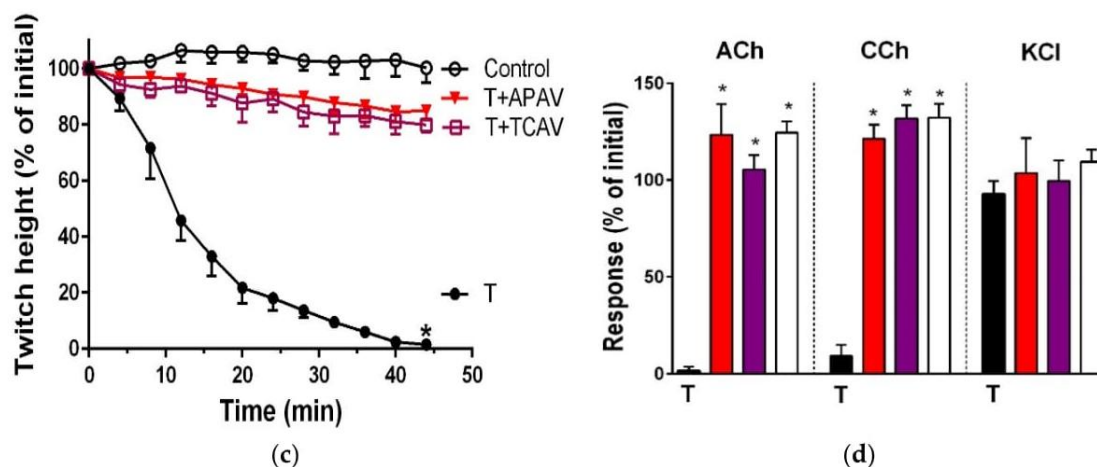 Twitch height (% of initial)
100
80
60
40
20
0
0 10 20 30 40 50
Time (min)
Control
T+APAV
T+TCAV
T
*
(c)
Response (% of initial)
150
100
50
0
ACh CCh KCl
* * * * * *
T T T
(d)